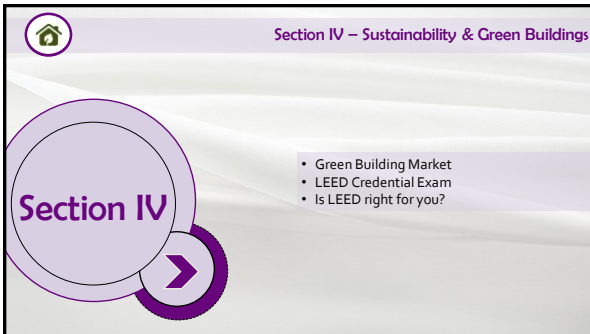 Section IV – Sustainability & Green Buildings
Section IV
• Green Building Market
• LEED Credential Exam
• Is LEED right for you?